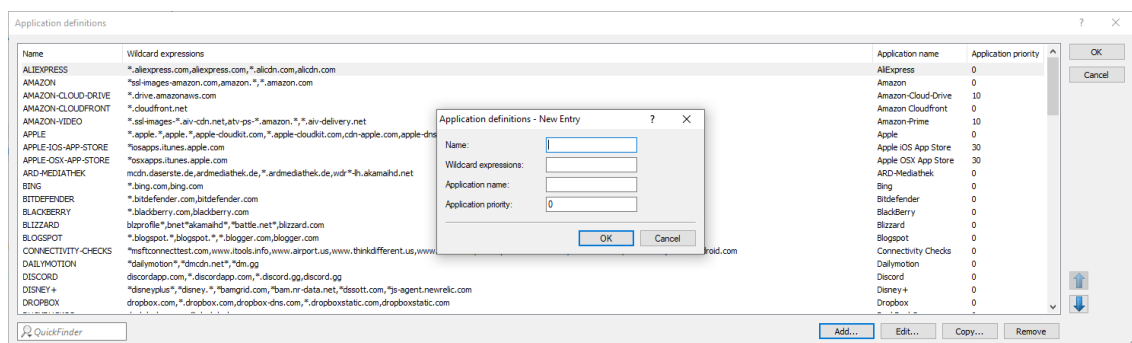 Application definitions ? ×
Name Wildcard expressions Application name Application priority OK
ALIEXPRESS *.aliexpress.com,aliexpress.com,*.alicdn.com,alicdn.com AliExpress 0 Cancel
AMAZON *ssl-images-amazon.com,amazon.*,*.amazon.com Amazon 0
AMAZON-CLOUD-DRIVE *.drive.amazonaws.com Amazon-Cloud-Drive 10
AMAZON-CLOUDFRONT *.cloudfront.net Amazon Cloudfront 0
AMAZON-VIDEO *.ssl-images-*.aiv-cdn.net,atv-ps-*.amazon.*,*.aiv-delivery.net Amazon-Prime 10
APPLE *.apple.*,apple.*,apple-cloudkit.com,*.apple-cloudkit.com,cdn-apple.com,apple-dns Apple 0
APPLE-IOS-APP-STORE *iosapps.itunes.apple.com Apple iOS App Store 30
APPLE-OSX-APP-STORE *osxapps.itunes.apple.com Apple OSX App Store 30
ARD-MEDIATHEK mcdn.daserste.de,ardmediathek.de,*.ardmediathek.de,wdr*-lh.akamaihd.net ARD-Mediathek 0
BING *.bing.com,bing.com Bing 0
BITDEFENDER *.bitdefender.com,bitdefender.com Bitdefender 0
BLACKBERRY *.blackberry.com,blackberry.com BlackBerry 0
BLIZZARD blzprofile*,bnet*akamaihd*,*battle.net*,blizzard.com Blizzard 0
BLOGSPOT *.blogspot.*,blogspot.*,*.blogger.com,blogger.com Blogspot 0
CONNECTIVITY-CHECKS *msftconnecttest.com,www.itools.info,www.airport.us,www.thinkdifferent.us,www. roid.com Connectivity Checks 0
DAILYMOTION *dailymotion*,*dmcdn.net*,*dm.gg Dailymotion 0
DISCORD discordapp.com,*.discordapp.com,*.discord.gg,discord.gg Discord 0
DISNEY+ *disneyplus*,*disney.*,*bamgrid.com,*bam.nr-data.net,*dssott.com,*js-agent.newrelic.com Disney+ 0
DROPBOX dropbox.com,*.dropbox.com,dropbox-dns.com,*.dropboxstatic.com,dropboxstatic.com Dropbox 0
QuickFinder Add... Edit... Copy... Remove
Application definitions - New Entry ? ×
Name:
Wildcard expressions:
Application name:
Application priority: 0
OK Cancel